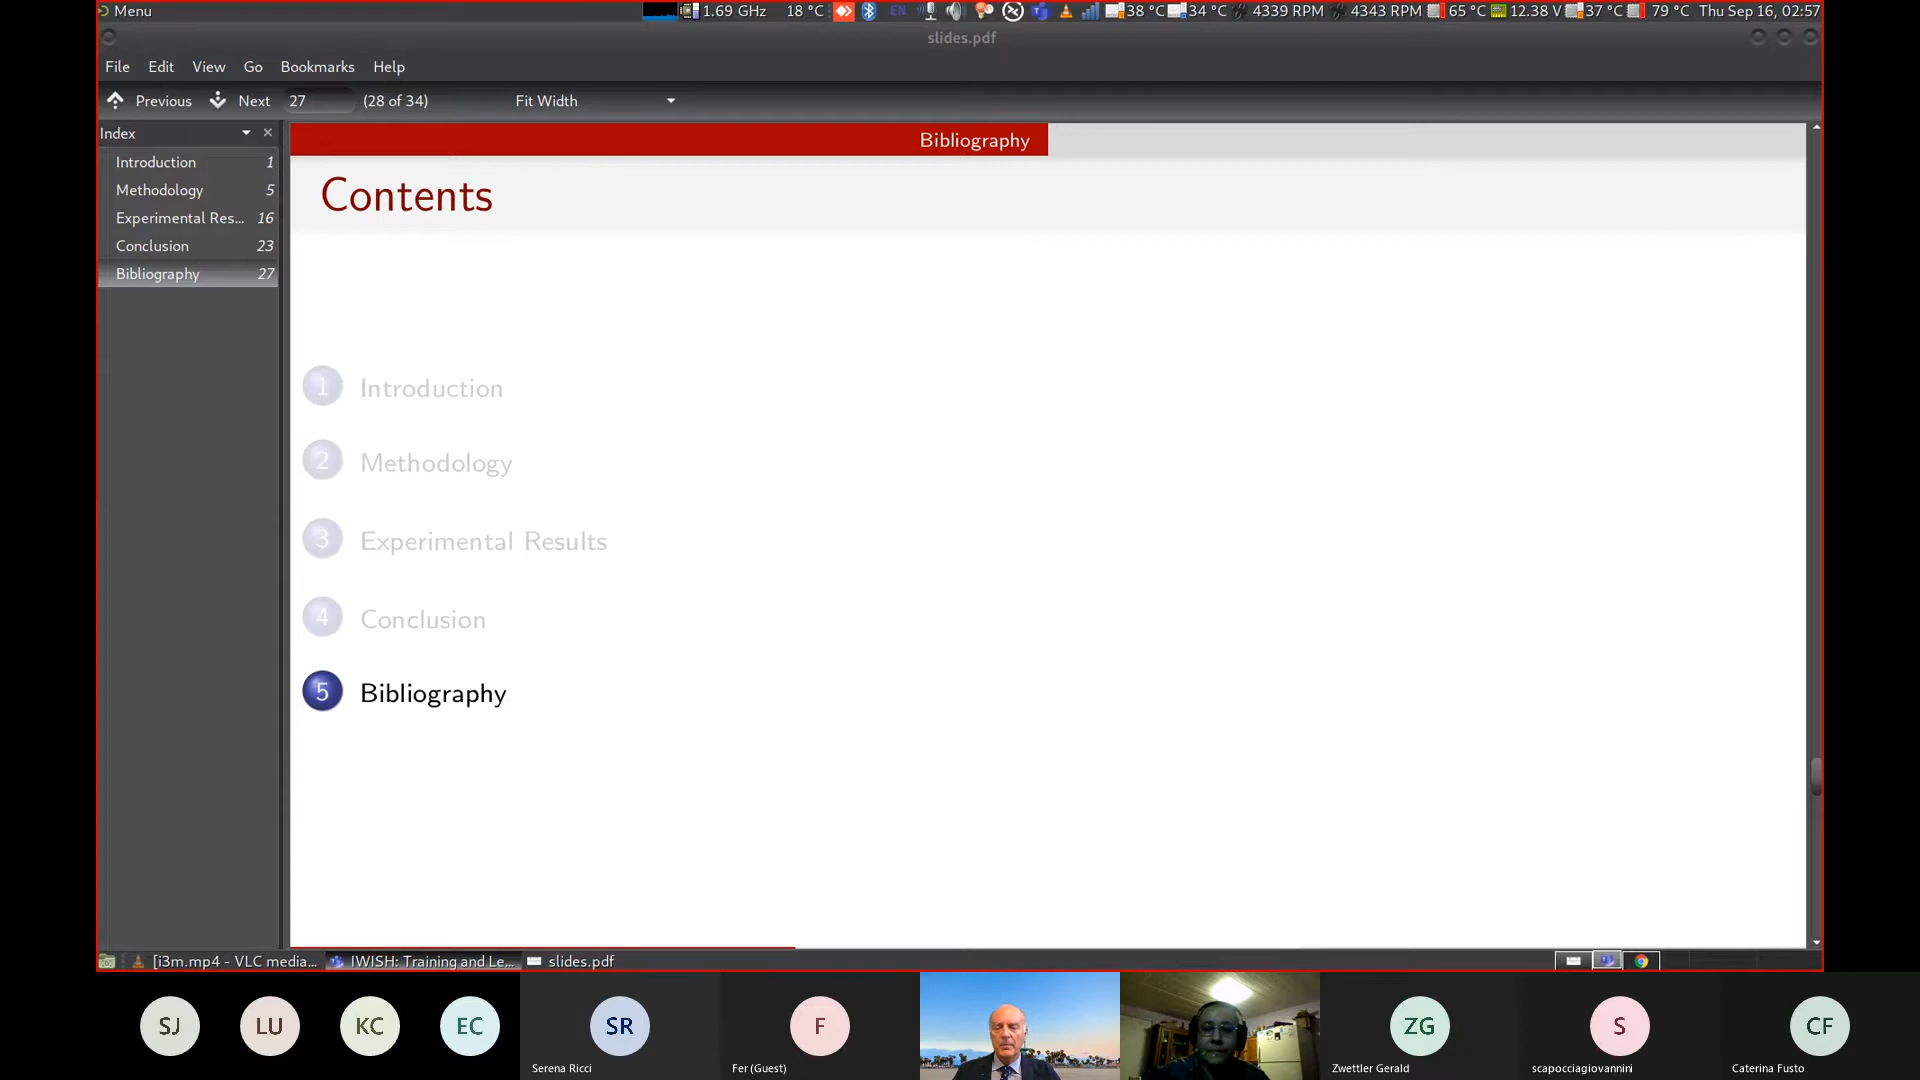 Menu 1.69 GHz 18 °C EN 38 °C 34 °C 4339 RPM 4343 RPM 65 °C 12.38 V 37 °C 79 °C Thu Sep 16, 02:57
slides.pdf
File Edit View Go Bookmarks Help
Previous Next 27 (28 of 34) Fit Width
Index
Introduction 1
Methodology 5
Experimental Res... 16
Conclusion 23
Bibliography 27
Bibliography
Contents
1 Introduction
2 Methodology
3 Experimental Results
4 Conclusion
5 Bibliography
[i3m.mp4 - VLC media... IWISH: Training and Le... slides.pdf
SJ LU KC EC SR F ZG S CF
Serena Ricci Fer (Guest) Zwettler Gerald scapocciagiovannini Caterina Fusto